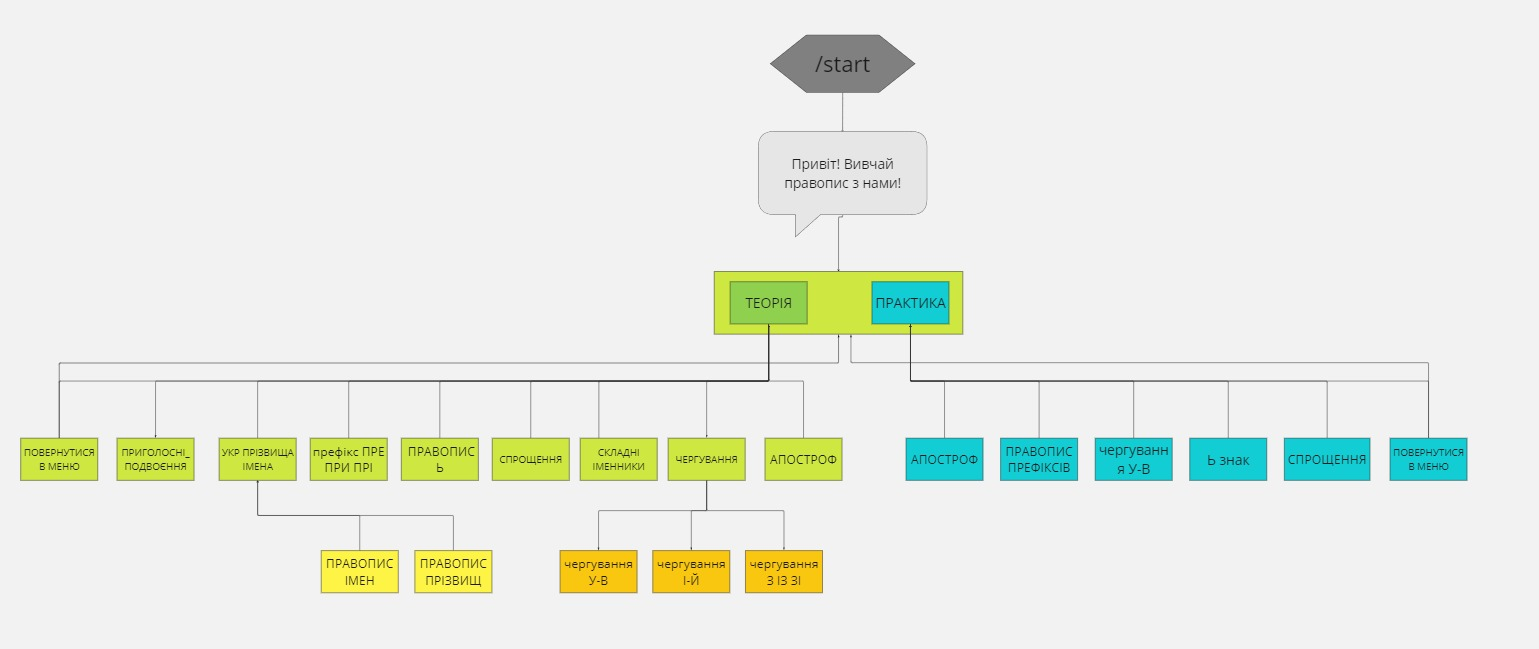 /start
Привіт! Вивчай
правопис з нами!
ТЕОРІЯ
ПРАКТИКА
ПОВЕРНУТИСЯ
В МЕНЮ
ПРИГОЛОСНІ_
ПОДВОЄННЯ
УКР ПРІЗВИЩА
ІМЕНА
префікс ПРЕ
ПРИ ПРІ
ПРАВОПИС
Ь
СПРОЩЕННЯ
СКЛАДНІ
ІМЕННИКИ
ЧЕРГУВАННЯ
АПОСТРОФ
АПОСТРОФ
ПРАВОПИС
ПРЕФІКСІВ
чергуванн
я У-В
Ь знак
СПРОЩЕННЯ
ПОВЕРНУТИСЯ
В МЕНЮ
ПРАВОПИС
ІМЕН
ПРАВОПИС
ПРІЗВИЩ
чергування
У-В
чергування
І-Й
чергування
З ІЗ ЗІ